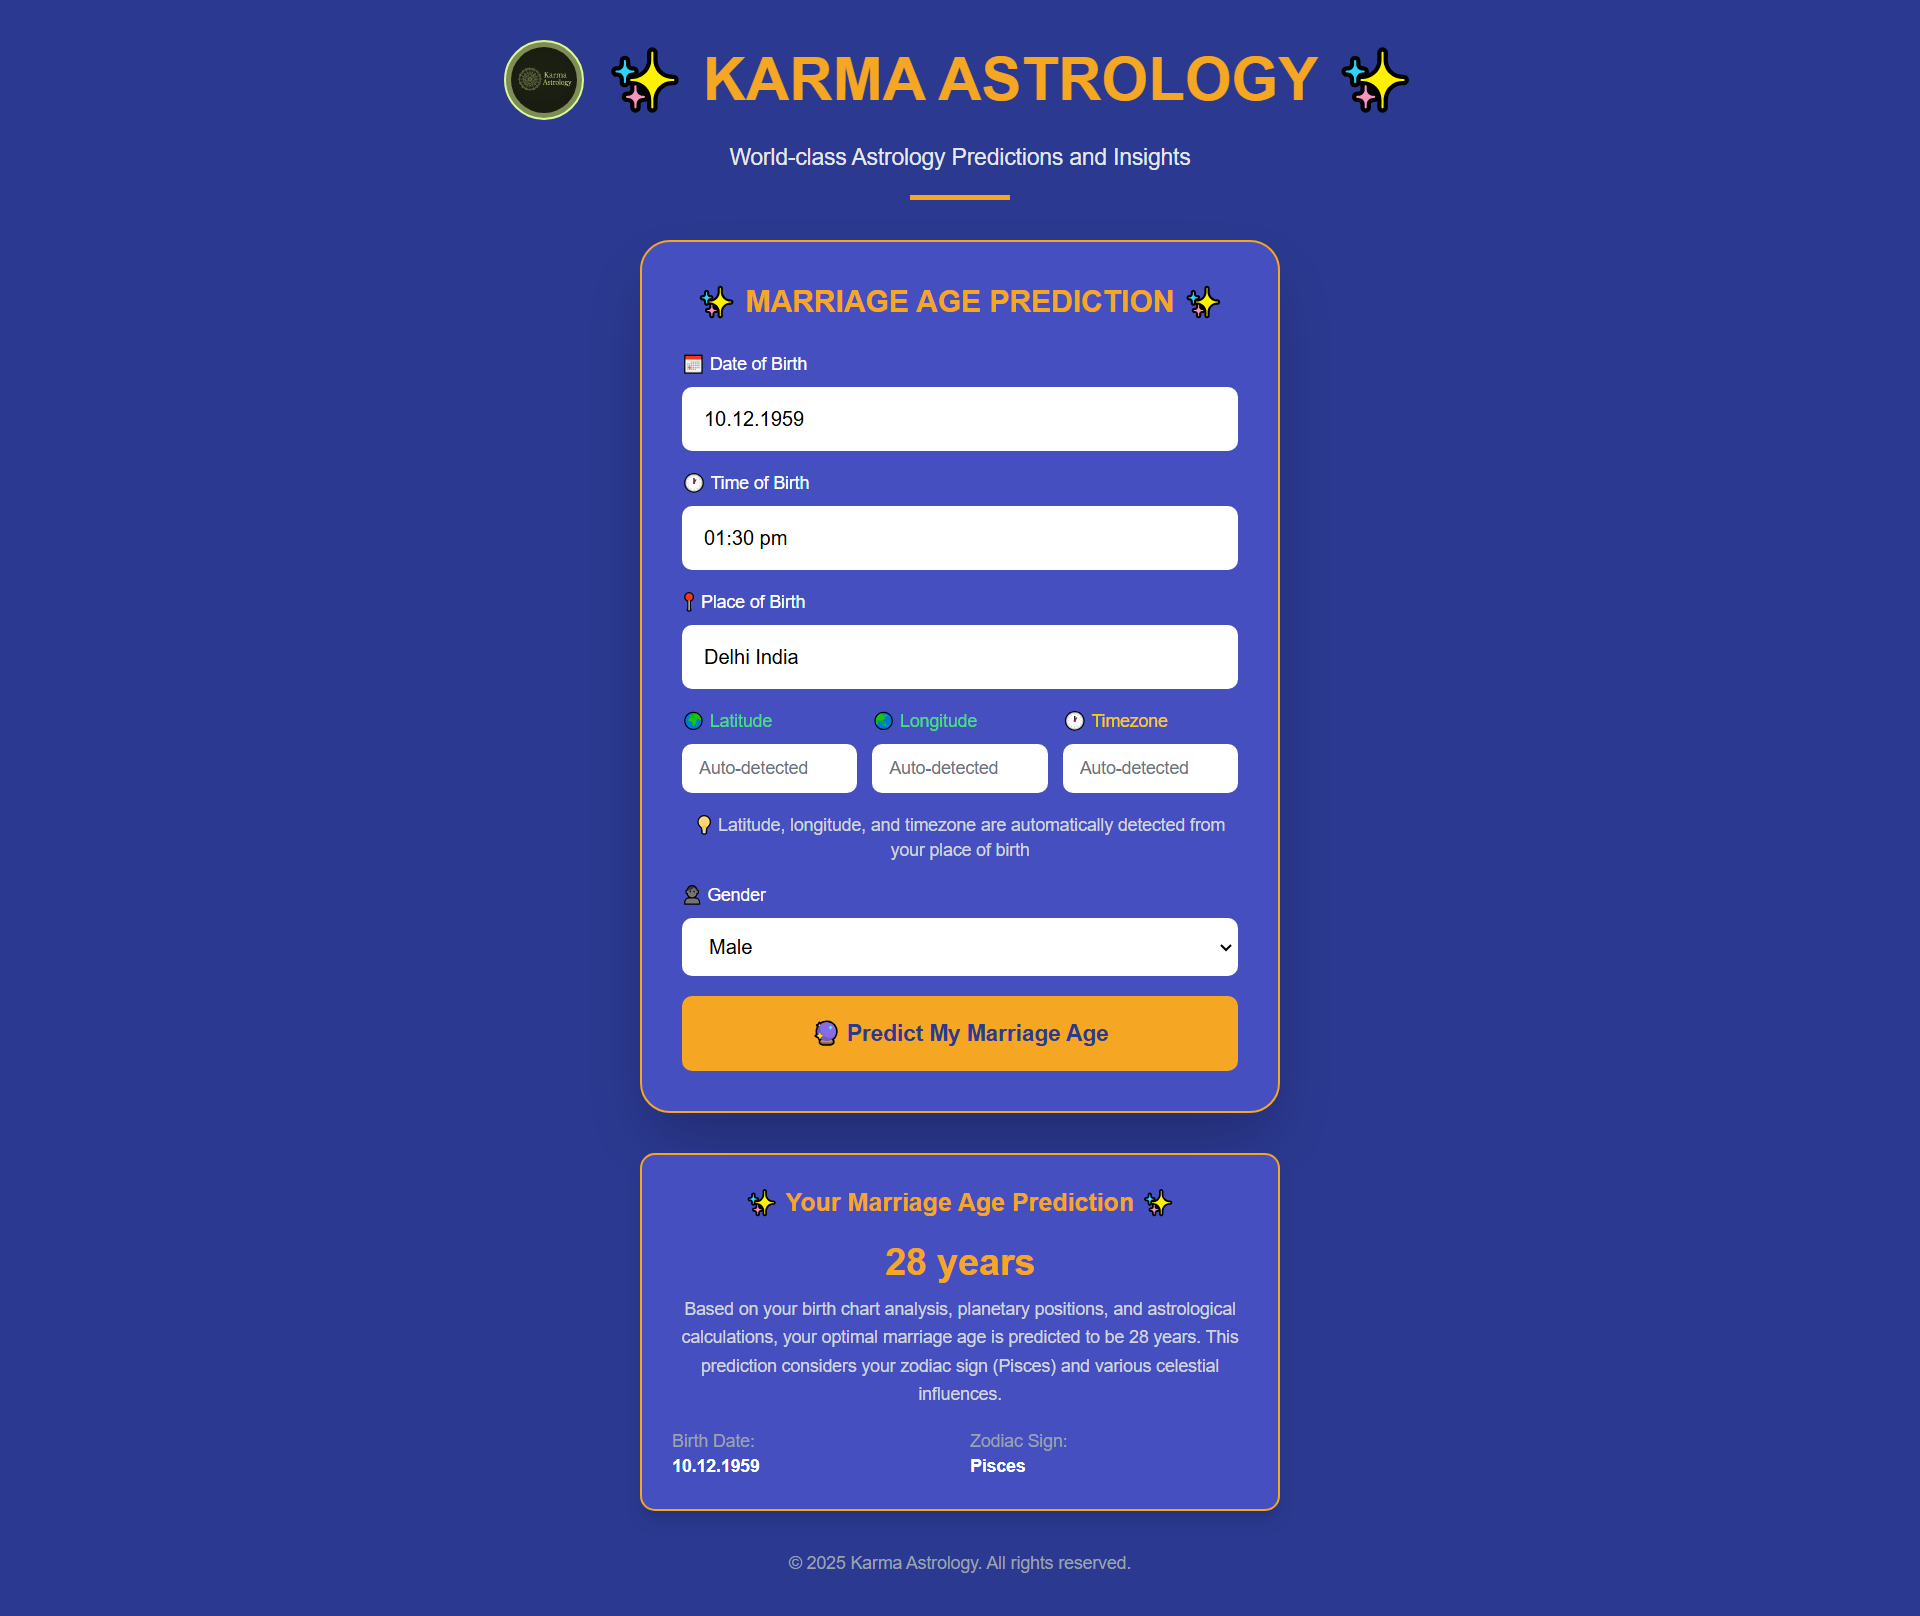 Karma
Astrology
✨ KARMA ASTROLOGY ✨
World-class Astrology Predictions and Insights
✨ MARRIAGE AGE PREDICTION ✨
📅 Date of Birth
10.12.1959
🕐 Time of Birth
01:30 pm
📍 Place of Birth
Delhi India
🌍 Latitude
🌏 Longitude
🕐 Timezone
Auto-detected
Auto-detected
Auto-detected
💡 Latitude, longitude, and timezone are automatically detected from
your place of birth
👤 Gender
Male
🔮 Predict My Marriage Age
✨ Your Marriage Age Prediction ✨
28 years
Based on your birth chart analysis, planetary positions, and astrological
calculations, your optimal marriage age is predicted to be 28 years. This
prediction considers your zodiac sign (Pisces) and various celestial
influences.
Birth Date:
10.12.1959
Zodiac Sign:
Pisces
© 2025 Karma Astrology. All rights reserved.